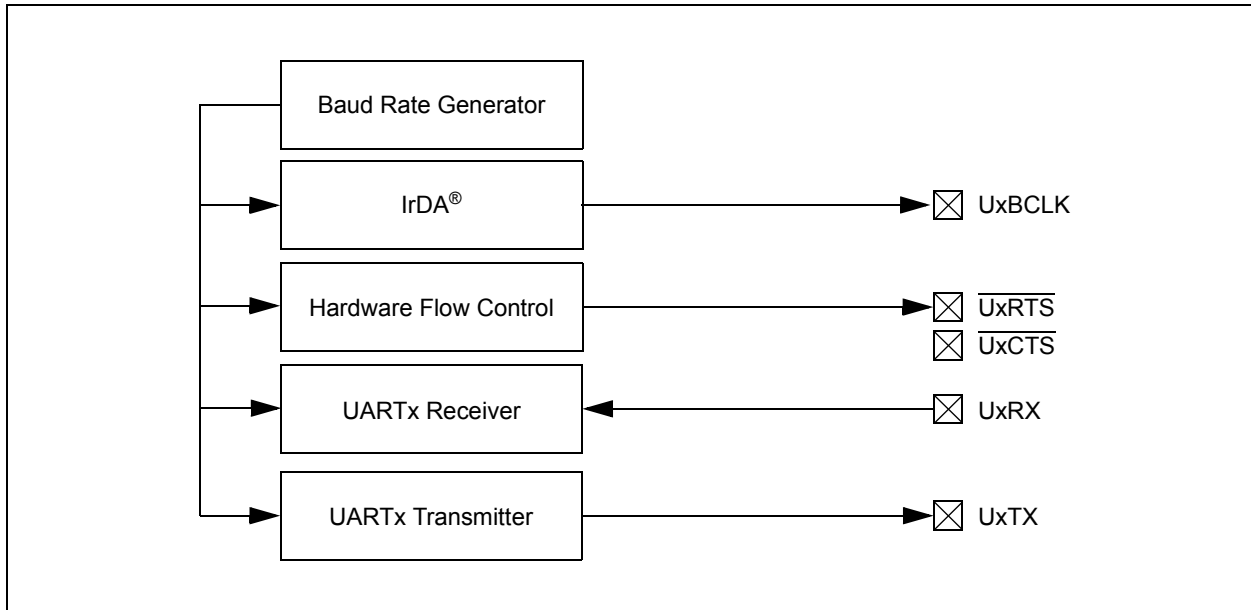 Baud Rate Generator
IrDA®
UxBCLK
Hardware Flow Control
UxRTS
UxCTS
UARTx Receiver
UxRX
UARTx Transmitter
UxTX